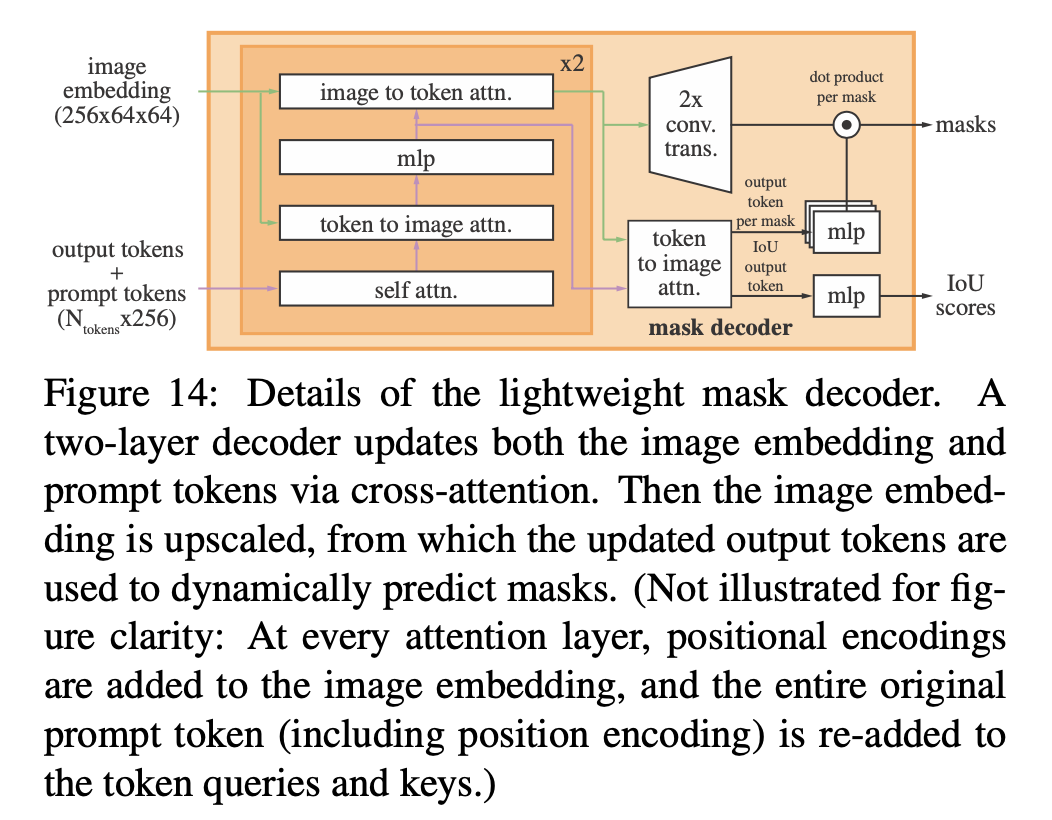 image
embedding
(256x64x64)
output tokens
+
prompt tokens
(Ntokensx256)
x2
image to token attn.
mlp
token to image attn.
self attn.
2x
conv.
trans.
token
to image
attn.
dot product
per mask
masks
output
token
per mask
mlp
IoU
output
token
mlp
IoU
scores
mask decoder
Figure 14: Details of the lightweight mask decoder. A
two-layer decoder updates both the image embedding and
prompt tokens via cross-attention. Then the image embed-
ding is upscaled, from which the updated output tokens are
used to dynamically predict masks. (Not illustrated for fig-
ure clarity: At every attention layer, positional encodings
are added to the image embedding, and the entire original
prompt token (including position encoding) is re-added to
the token queries and keys.)